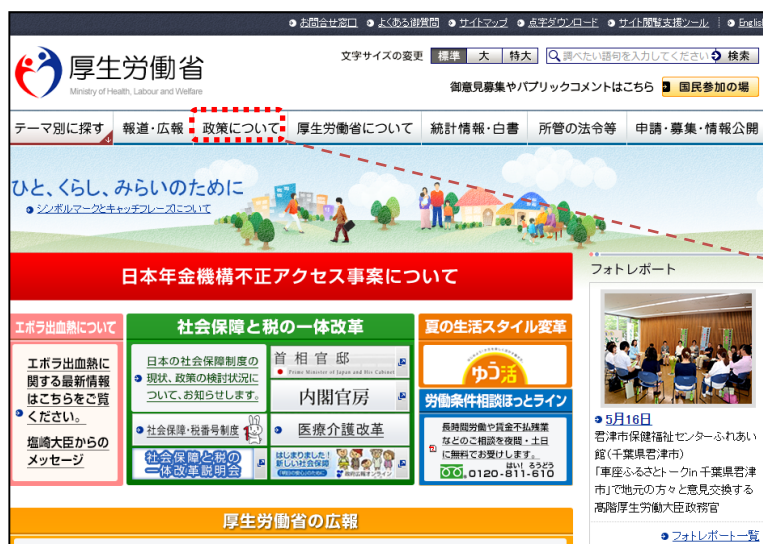 お問合せ窓口 よくある御質問 サイトマップ 点字ダウンロード サイト閲覧支援ツール English
厚生労働省
Ministry of Health, Labour and Welfare
文字サイズの変更 標準 大 特大 調べたい語句を入力してください 検索
御意見募集やパブリックコメントはこちら 国民参加の場
テーマ別に探す 報道・広報 政策について 厚生労働省について 統計情報・白書 所管の法令等 申請・募集・情報公開
ひと、くらし、みらいのために
シンボルマークとキャッチフレーズについて
日本年金機構不正アクセス事案について
エボラ出血熱について
エボラ出血熱に
関する最新情報
はこちらをご覧
ください。
塩崎大臣からの
メッセージ
社会保障と税の一体改革
日本の社会保障制度の
現状、政策の検討状況に
ついて、お知らせします。
社会保障・税番号制度
社会保障と税の
一体改革説明会
首相官邸
Prime Minister of Japan and His Cabinet
内閣官房
医療介護改革
はじまりました!
新しい社会保障
政府広報オンライン
夏の生活スタイル変革
ゆう活
労働条件相談ほっとライン
長時間労働や賃金不払残業
などのご相談を夜間・土日
に無料でお受けします。
はい! ろうどう
0120-811-610
フォトレポート
5月16日
君津市保健福祉センターふれあい
館(千葉県君津市)
「車座ふるさとトークin千葉県君津
市」で地元の方々と意見交換する
高階厚生労働大臣政務官
フォトレポート一覧
厚生労働省の広報